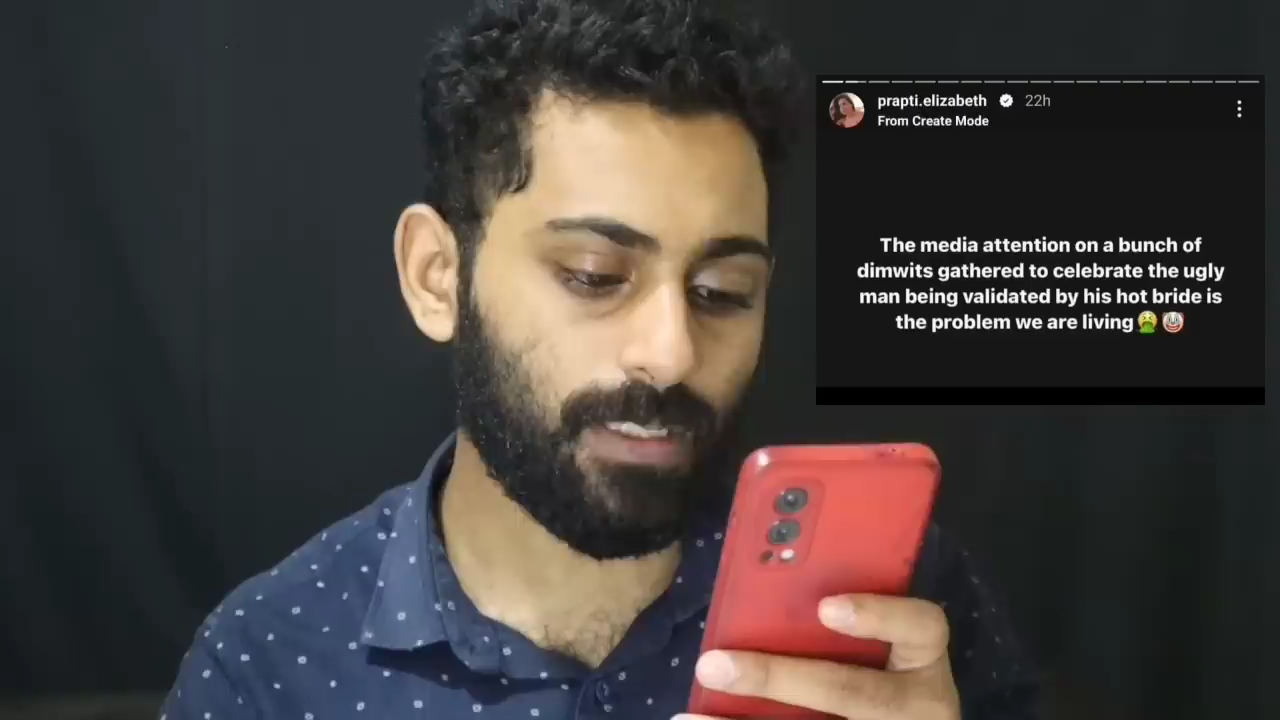 prapti.elizabeth 22h
From Create Mode
The media attention on a bunch of
dimwits gathered to celebrate the ugly
man being validated by his hot bride is
the problem we are living🤮🤡